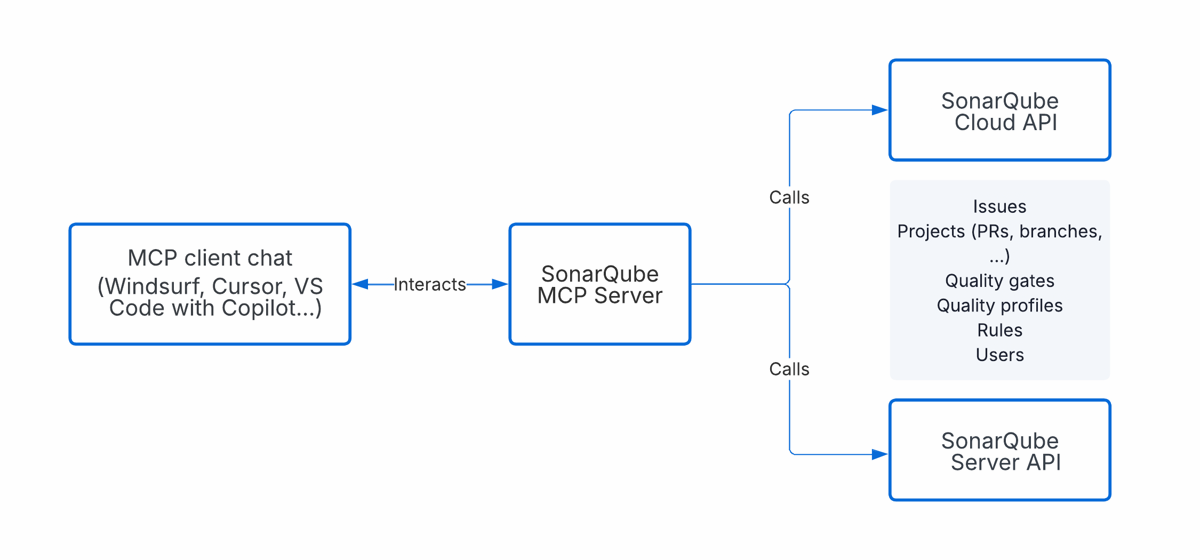 MCP client chat
(Windsurf, Cursor, VS
Code with Copilot...)
Interacts
SonarQube
MCP Server
Calls
Calls
SonarQube
Cloud API
Issues
Projects (PRs, branches,
...)
Quality gates
Quality profiles
Rules
Users
SonarQube
Server API